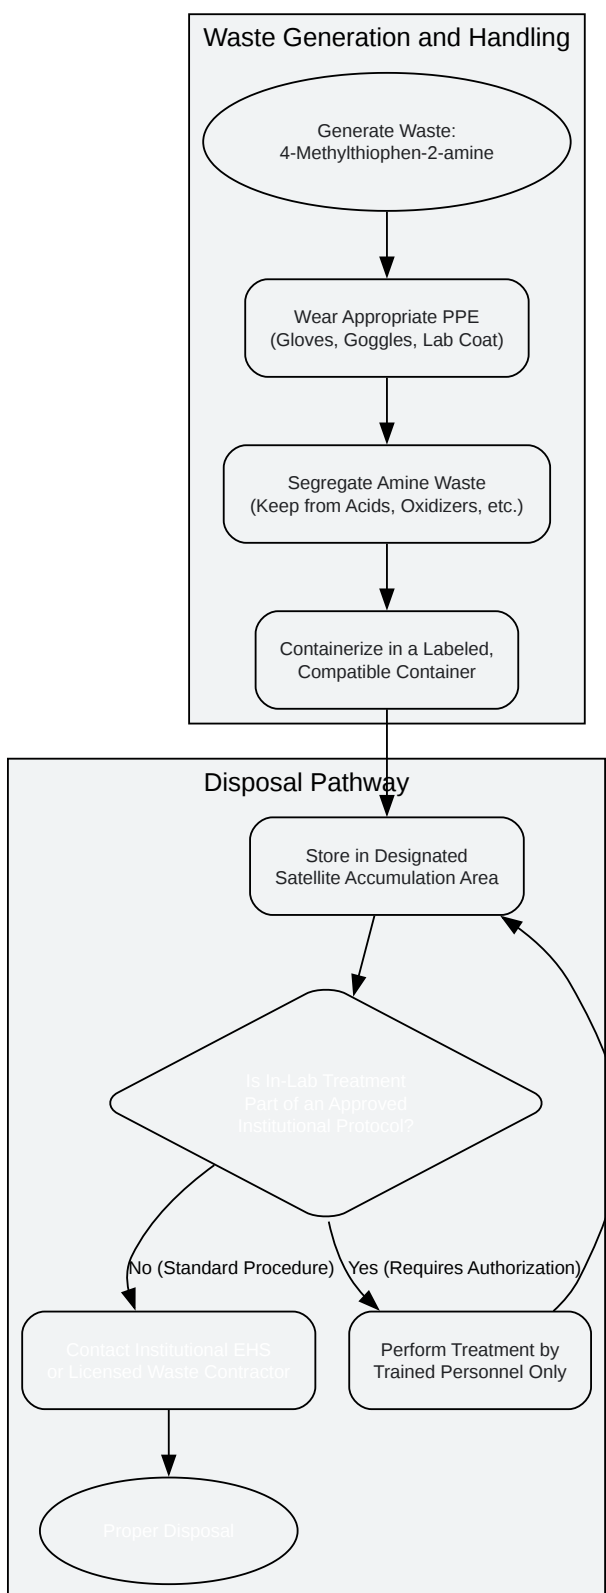 Waste Generation and Handling
Generate Waste:
4-Methylthiophen-2-amine
Wear Appropriate PPE
(Gloves, Goggles, Lab Coat)
Segregate Amine Waste
(Keep from Acids, Oxidizers, etc.)
Containerize in a Labeled,
Compatible Container
Disposal Pathway
Store in Designated
Satellite Accumulation Area
Is In-Lab Treatment
Part of an Approved
Institutional Protocol?
No (Standard Procedure)
Yes (Requires Authorization)
Contact Institutional EHS
or Licensed Waste Contractor
Perform Treatment by
Trained Personnel Only
Proper Disposal